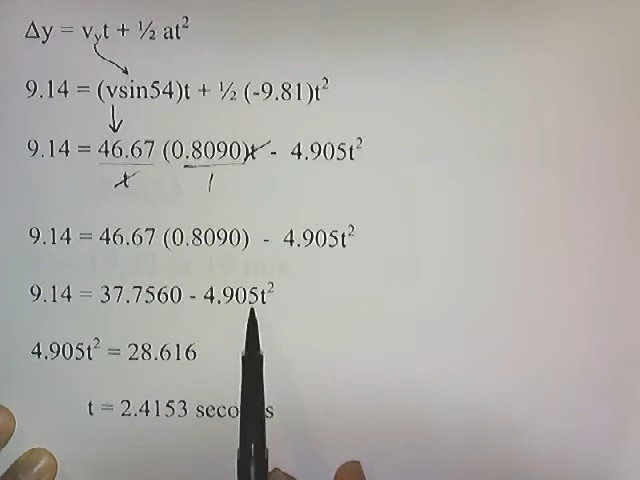 Δy = vyt + ½ at²
9.14 = (vsin54)t + ½ (-9.81)t²
9.14 = 46.67 (0.8090)t - 4.905t²
x 1
9.14 = 46.67 (0.8090) - 4.905t²
9.14 = 37.7560 - 4.905t²
4.905t² = 28.616
t = 2.4153